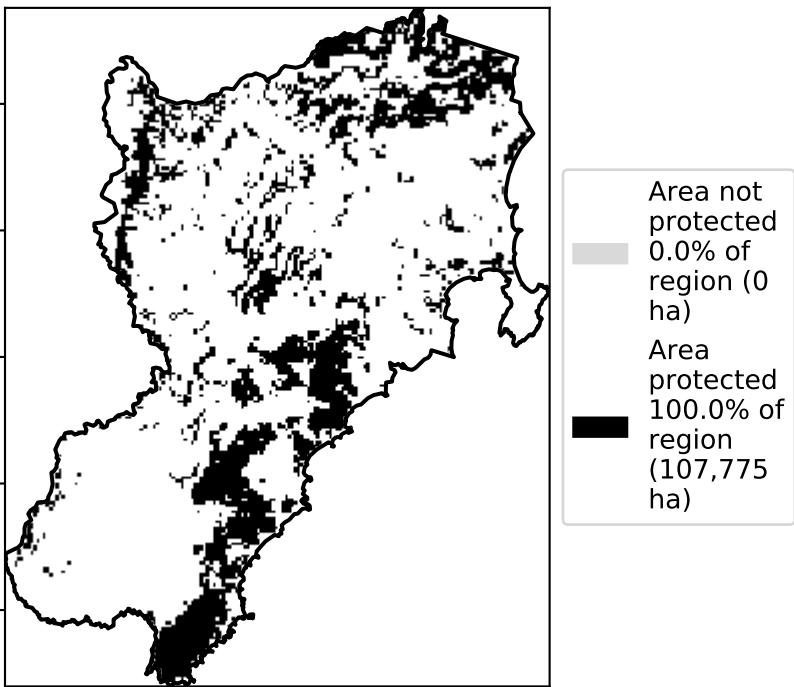 Area not
protected
0.0% of
region (0
ha)
Area
protected
100.0% of
region
(107,775
ha)